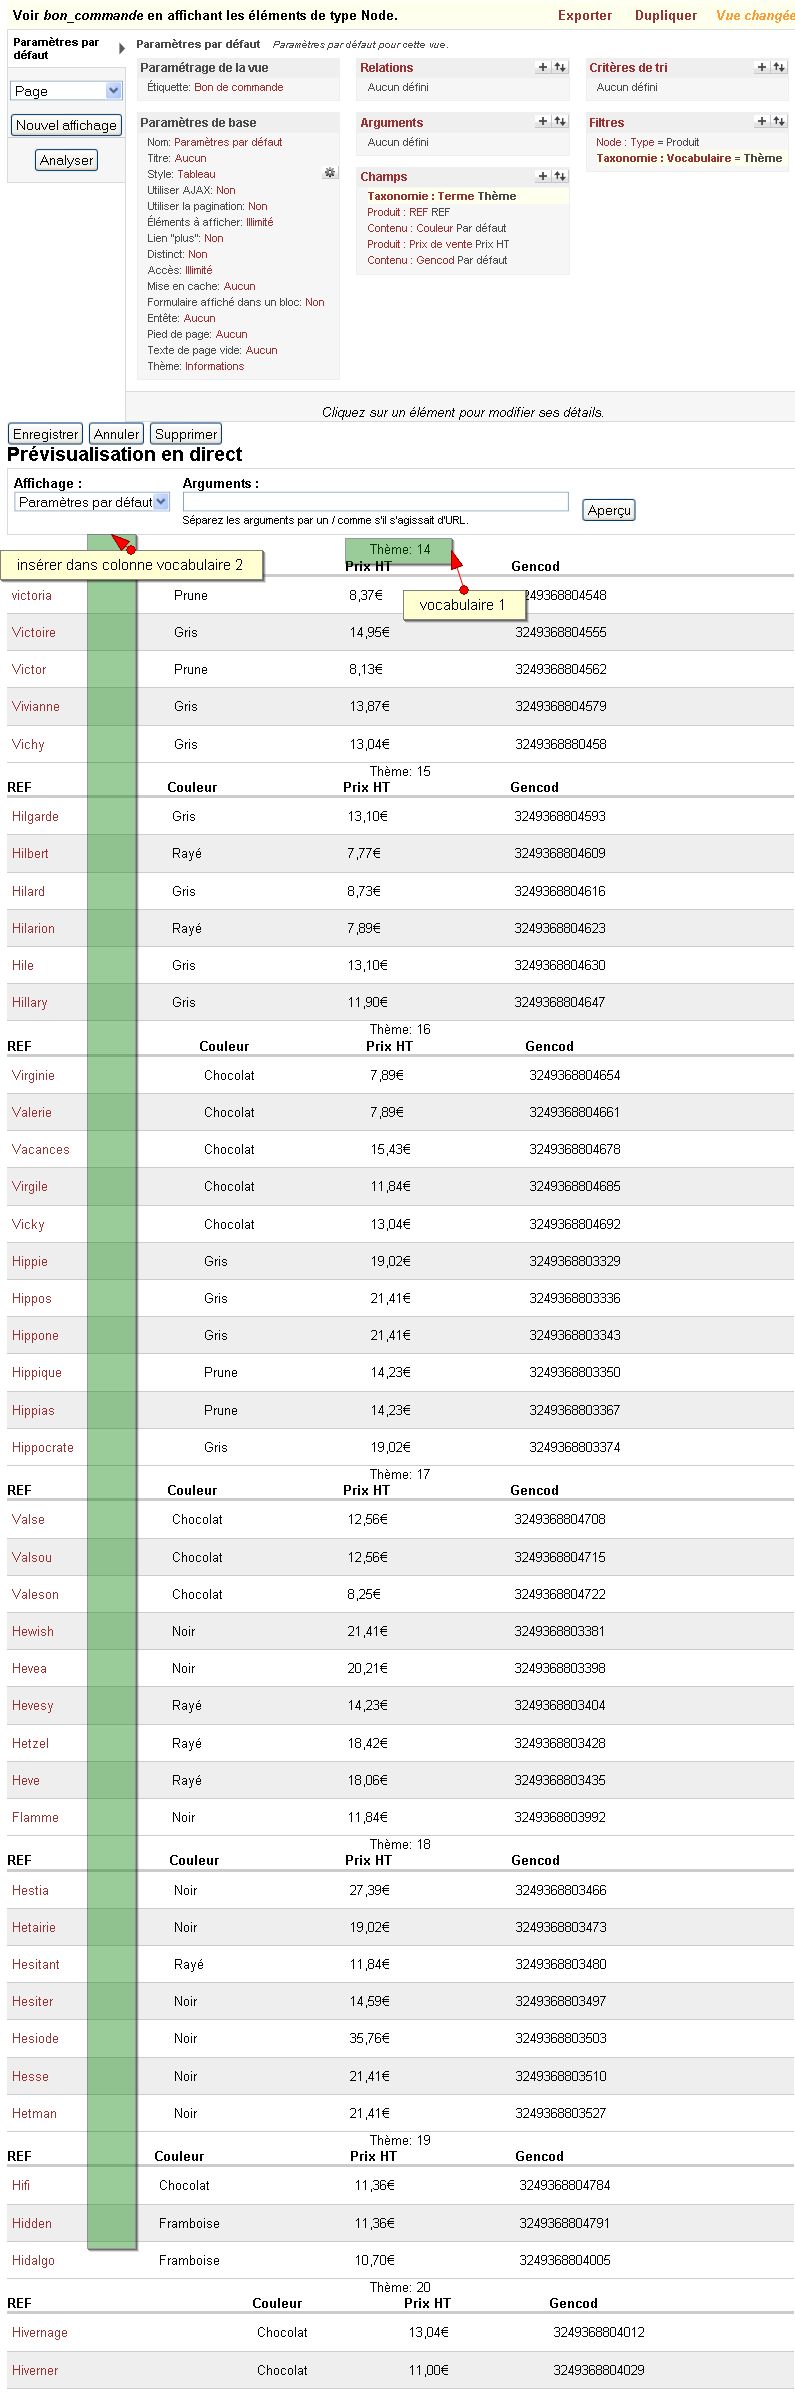 Voir bon_commande en affichant les éléments de type Node.
Exporter Dupliquer Vue changée
Paramètres par défaut
Page
Nouvel affichage
Analyser
Paramètres par défaut Paramètres par défaut pour cette vue.
Paramétrage de la vue
Étiquette: Bon de commande
Paramètres de base
Nom: Paramètres par défaut
Titre: Aucun
Style: Tableau
Utiliser AJAX: Non
Utiliser la pagination: Non
Éléments à afficher: Illimité
Lien "plus": Non
Distinct: Non
Accès: Illimité
Mise en cache: Aucun
Formulaire affiché dans un bloc: Non
Entête: Aucun
Pied de page: Aucun
Texte de page vide: Aucun
Thème: Informations
Relations
Aucun défini
Arguments
Aucun défini
Champs
Taxonomie : Terme Thème
Produit : REF REF
Contenu : Couleur Par défaut
Produit : Prix de vente Prix HT
Contenu : Gencod Par défaut
Critères de tri
Aucun défini
Filtres
Node : Type = Produit
Taxonomie : Vocabulaire = Thème
Cliquez sur un élément pour modifier ses détails.
Enregistrer Annuler Supprimer
Prévisualisation en direct
Affichage : Arguments :
Paramètres par défaut
Aperçu
Séparez les arguments par un / comme s'il s'agissait d'URL.
insérer dans colonne vocabulaire 2
Thème: 14
Prix HT Gencod
vocabulaire 1
victoria Prune 8,37€ 3249368804548
Victoire Gris 14,95€ 3249368804555
Victor Prune 8,13€ 3249368804562
Vivianne Gris 13,87€ 3249368804579
Vichy Gris 13,04€ 324936880458
Thème: 15
REF Couleur Prix HT Gencod
Hilgarde Gris 13,10€ 3249368804593
Hilbert Rayé 7,77€ 3249368804609
Hilard Gris 8,73€ 3249368804616
Hilarion Rayé 7,89€ 3249368804623
Hile Gris 13,10€ 3249368804630
Hillary Gris 11,90€ 3249368804647
Thème: 16
REF Couleur Prix HT Gencod
Virginie Chocolat 7,89€ 3249368804654
Valerie Chocolat 7,89€ 3249368804661
Vacances Chocolat 15,43€ 3249368804678
Virgile Chocolat 11,84€ 3249368804685
Vicky Chocolat 13,04€ 3249368804692
Hippie Gris 19,02€ 3249368803329
Hippos Gris 21,41€ 3249368803336
Hippone Gris 21,41€ 3249368803343
Hippique Prune 14,23€ 3249368803350
Hippias Prune 14,23€ 3249368803367
Hippocrate Gris 19,02€ 3249368803374
Thème: 17
REF Couleur Prix HT Gencod
Valse Chocolat 12,56€ 3249368804708
Valsou Chocolat 12,56€ 3249368804715
Valeson Chocolat 8,25€ 3249368804722
Hewish Noir 21,41€ 3249368803381
Hevea Noir 20,21€ 3249368803398
Hevesy Rayé 14,23€ 3249368803404
Hetzel Rayé 18,42€ 3249368803428
Heve Rayé 18,06€ 3249368803435
Flamme Noir 11,84€ 3249368803992
Thème: 18
REF Couleur Prix HT Gencod
Hestia Noir 27,39€ 3249368803466
Hetairie Noir 19,02€ 3249368803473
Hesitant Rayé 11,84€ 3249368803480
Hesiter Noir 14,59€ 3249368803497
Hesiode Noir 35,76€ 3249368803503
Hesse Noir 21,41€ 3249368803510
Hetman Noir 21,41€ 3249368803527
Thème: 19
REF Couleur Prix HT Gencod
Hifi Chocolat 11,36€ 3249368804784
Hidden Framboise 11,36€ 3249368804791
Hidalgo Framboise 10,70€ 3249368804005
Thème: 20
REF Couleur Prix HT Gencod
Hivernage Chocolat 13,04€ 3249368804012
Hiverner Chocolat 11,00€ 3249368804029